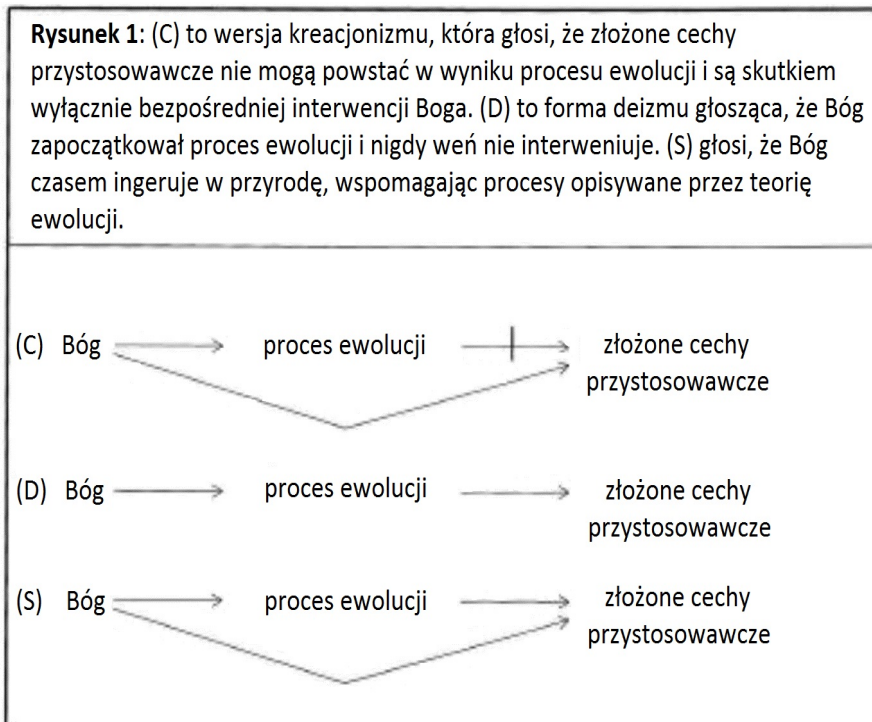 Rysunek 1: (C) to wersja kreacjonizmu, która głosi, że złożone cechy
przystosowawcze nie mogą powstać w wyniku procesu ewolucji i są skutkiem
wyłącznie bezpośredniej interwencji Boga. (D) to forma deizmu głosząca, że Bóg
zapoczątkował proces ewolucji i nigdy weń nie interweniuje. (S) głosi, że Bóg
czasem ingeruje w przyrodę, wspomagając procesy opisywane przez teorię
ewolucji.
(C) Bóg proces ewolucji złożone cechy
przystosowawcze
(D) Bóg proces ewolucji złożone cechy
przystosowawcze
(S) Bóg proces ewolucji złożone cechy
przystosowawcze